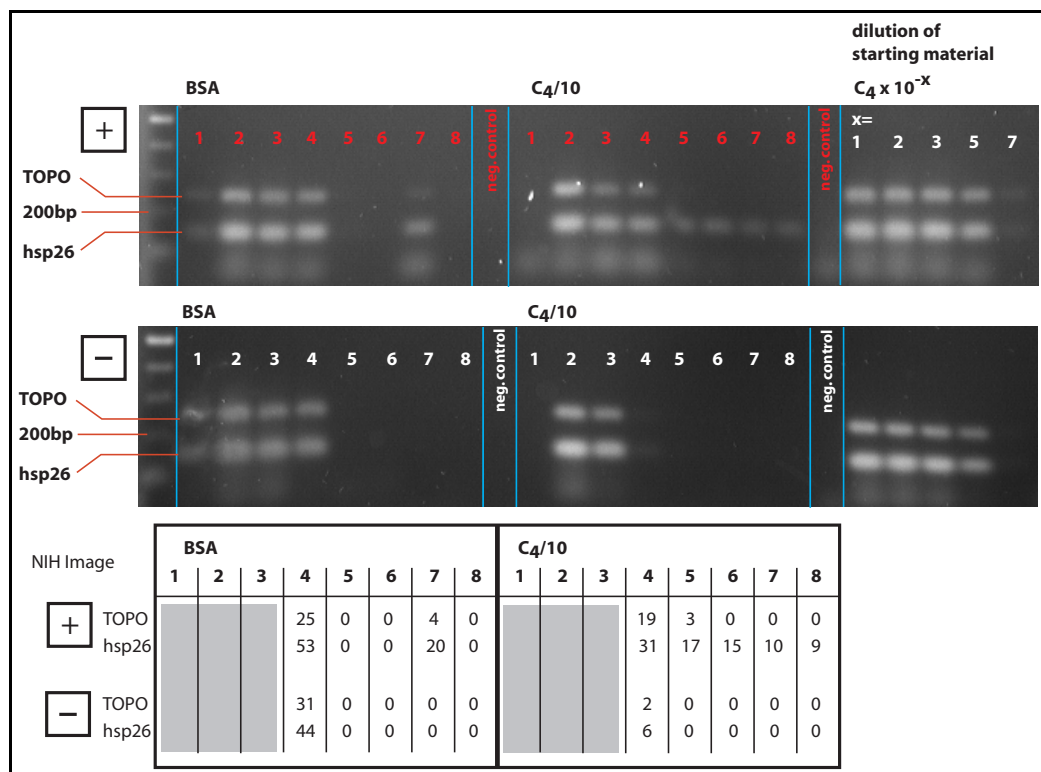 dilution of
starting material
BSA
C4/10
C4 x 10-x
+
1 2 3 4 5 6 7 8
neg. control
1 2 3 4 5 6 7 8
neg. control
x=
1 2 3 5 7
TOPO
200bp
hsp26
BSA
C4/10
−
1 2 3 4 5 6 7 8
neg. control
1 2 3 4 5 6 7 8
neg. control
TOPO
200bp
hsp26
NIH Image
BSA
C4/10
1 2 3 4 5 6 7 8 1 2 3 4 5 6 7 8
+
TOPO 25 0 0 4 0 19 3 0 0 0
hsp26 53 0 0 20 0 31 17 15 10 9
−
TOPO 31 0 0 0 0 2 0 0 0 0
hsp26 44 0 0 0 0 6 0 0 0 0